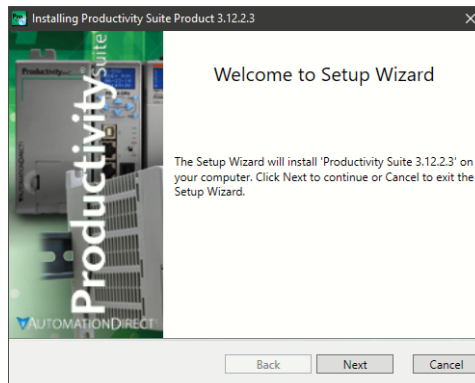 Installing Productivity Suite Product 3.12.2.3
Welcome to Setup Wizard
The Setup Wizard will install 'Productivity Suite 3.12.2.3' on
your computer. Click Next to continue or Cancel to exit the
Setup Wizard.
Productivity Suite
AUTOMATIONDIRECT
Back
Next
Cancel